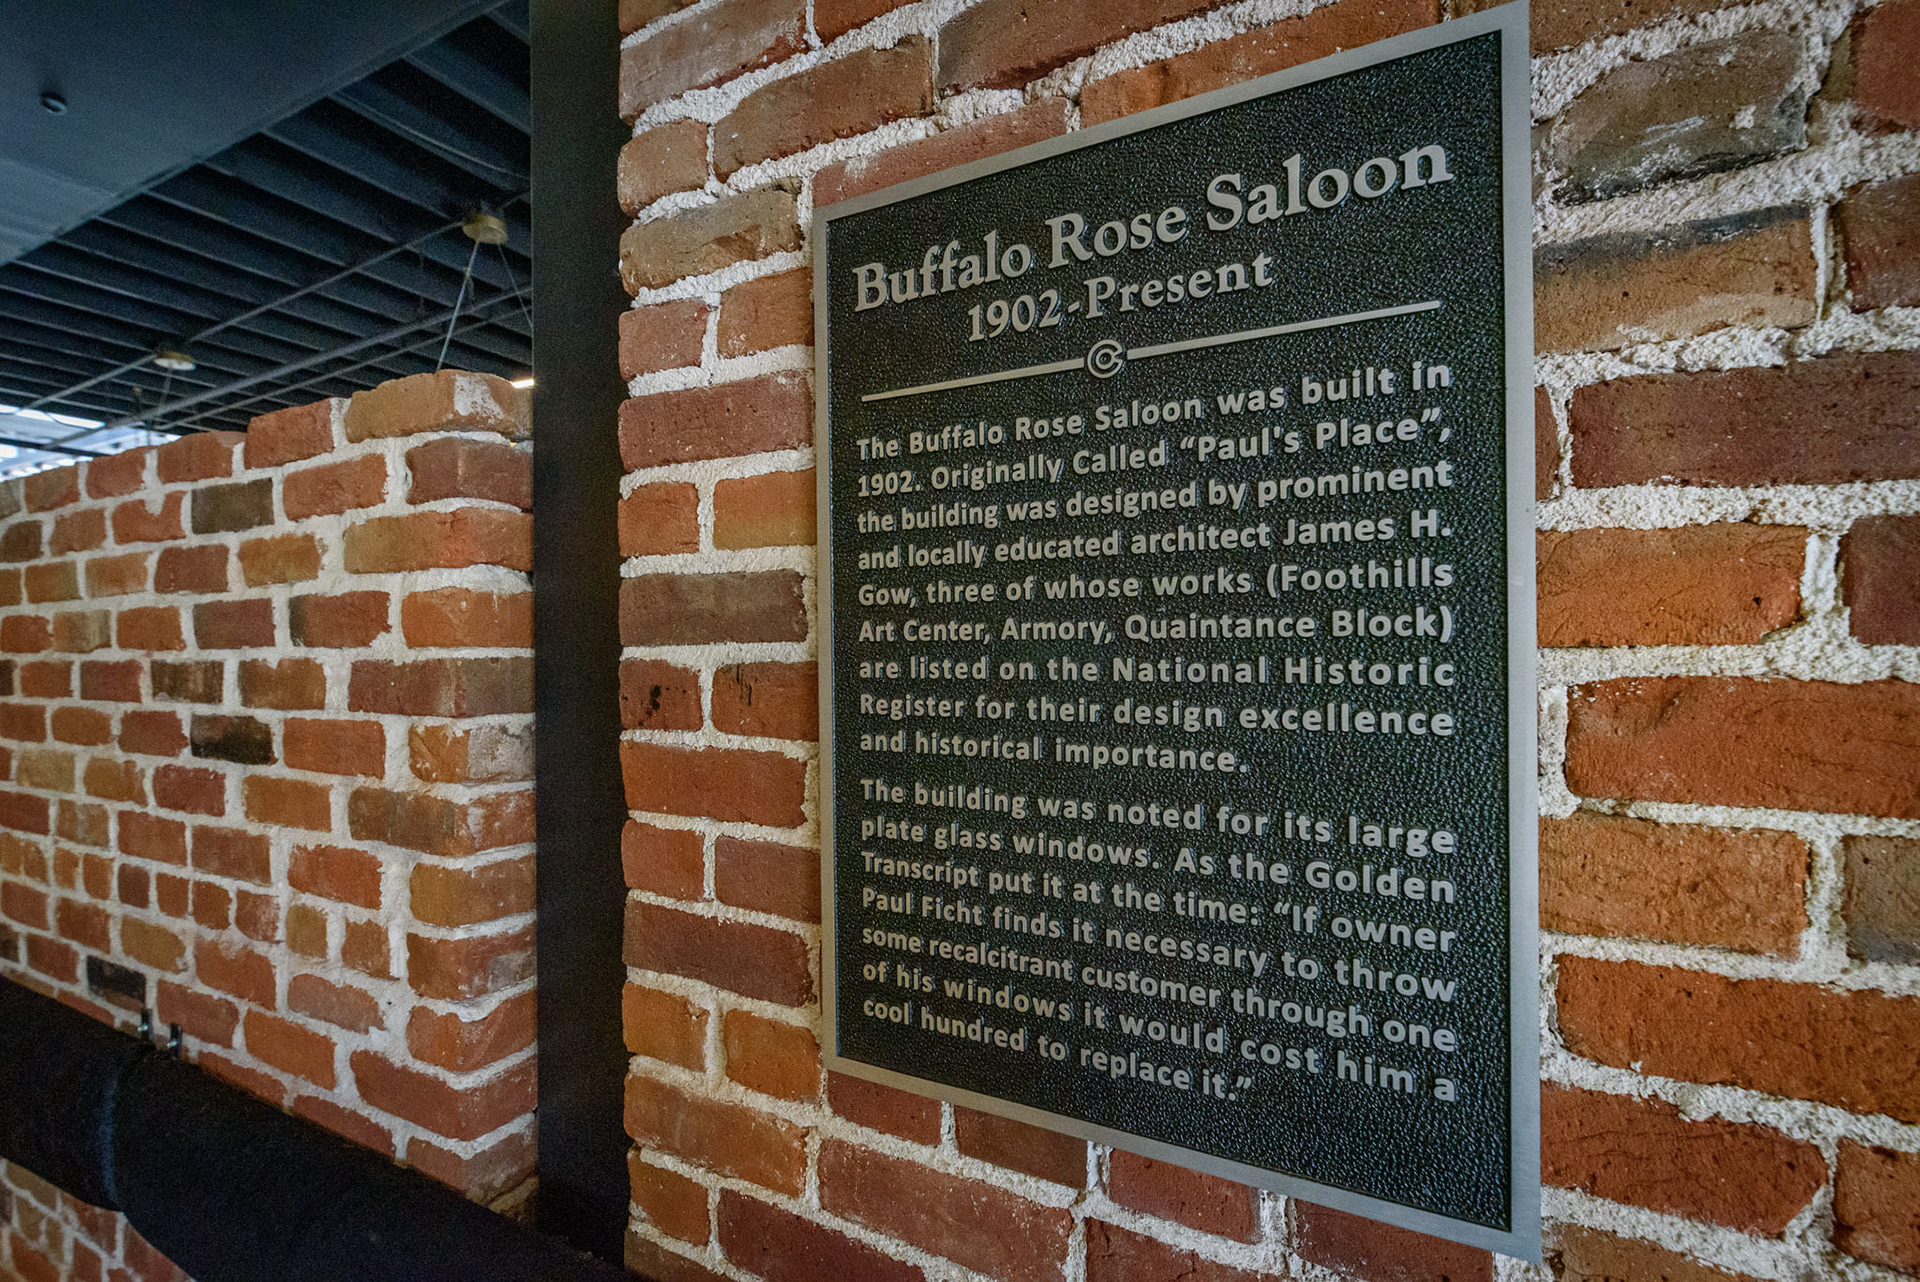 Buffalo Rose Saloon
1902-Present
The Buffalo Rose Saloon was built in
1902. Originally Called “Paul's Place”,
the building was designed by prominent
and locally educated architect James H.
Gow, three of whose works (Foothills
Art Center, Armory, Quaintance Block)
are listed on the National Historic
Register for their design excellence
and historical importance.
The building was noted for its large
plate glass windows. As the Golden
Transcript put it at the time: “If owner
Paul Ficht finds it necessary to throw
some recalcitrant customer through one
of his windows it would cost him a
cool hundred to replace it.”